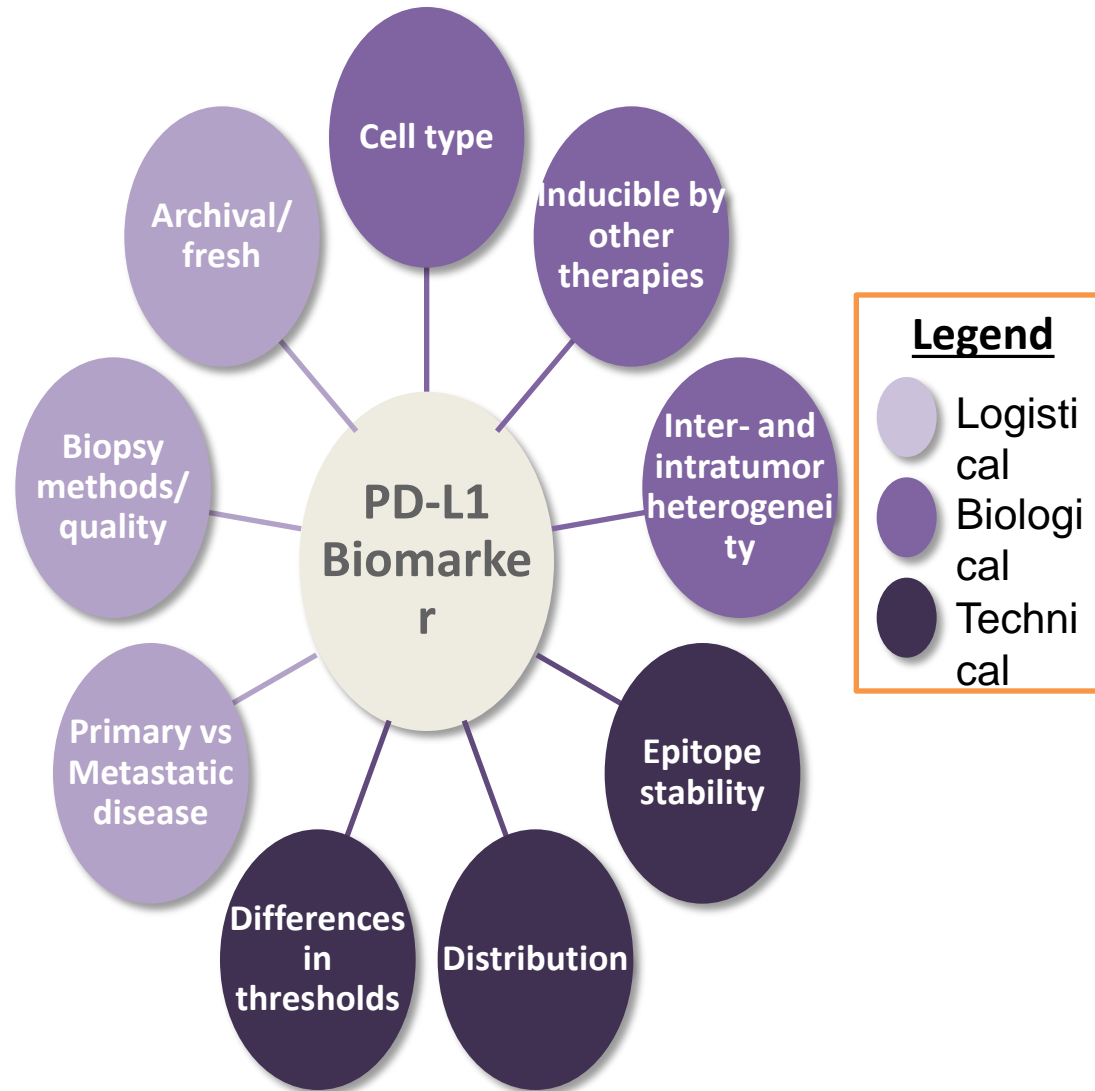 Cell type
Inducible by
other
therapies
Inter- and
intratumor
heterogenei
ty
Epitope
stability
Distribution
Differences
in
thresholds
Primary vs
Metastatic
disease
Biopsy
methods/
quality
Archival/
fresh
PD-L1
Biomarke
r
Legend
Logisti
cal
Biologi
cal
Techni
cal